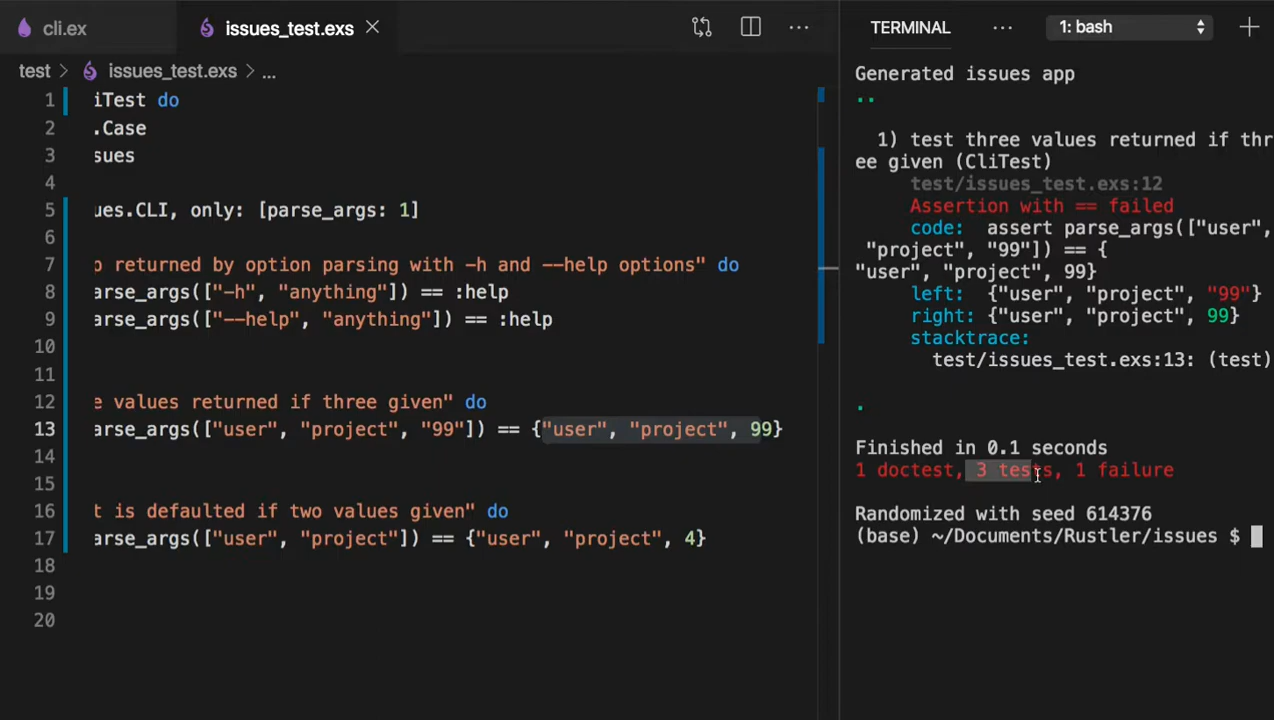 cli.ex
issues_test.exs
test > issues_test.exs > ...
1 iTest do
2 .Case
3 sues
4
5 ues.CLI, only: [parse_args: 1]
6
7 p returned by option parsing with -h and --help options" do
8 arse_args(["-h", "anything"]) == :help
9 arse_args(["--help", "anything"]) == :help
10
11
12 e values returned if three given" do
13 arse_args(["user", "project", "99"]) == {"user", "project", 99}
14
15
16 t is defaulted if two values given" do
17 arse_args(["user", "project"]) == {"user", "project", 4}
18
19
20
TERMINAL
1: bash
Generated issues app
..
1) test three values returned if thr
ee given (CliTest)
test/issues_test.exs:12
Assertion with == failed
code: assert parse_args(["user",
"project", "99"]) == {
"user", "project", 99}
left: {"user", "project", "99"}
right: {"user", "project", 99}
stacktrace:
test/issues_test.exs:13: (test)
.
Finished in 0.1 seconds
1 doctest, 3 tests, 1 failure
Randomized with seed 614376
(base) ~/Documents/Rustler/issues $